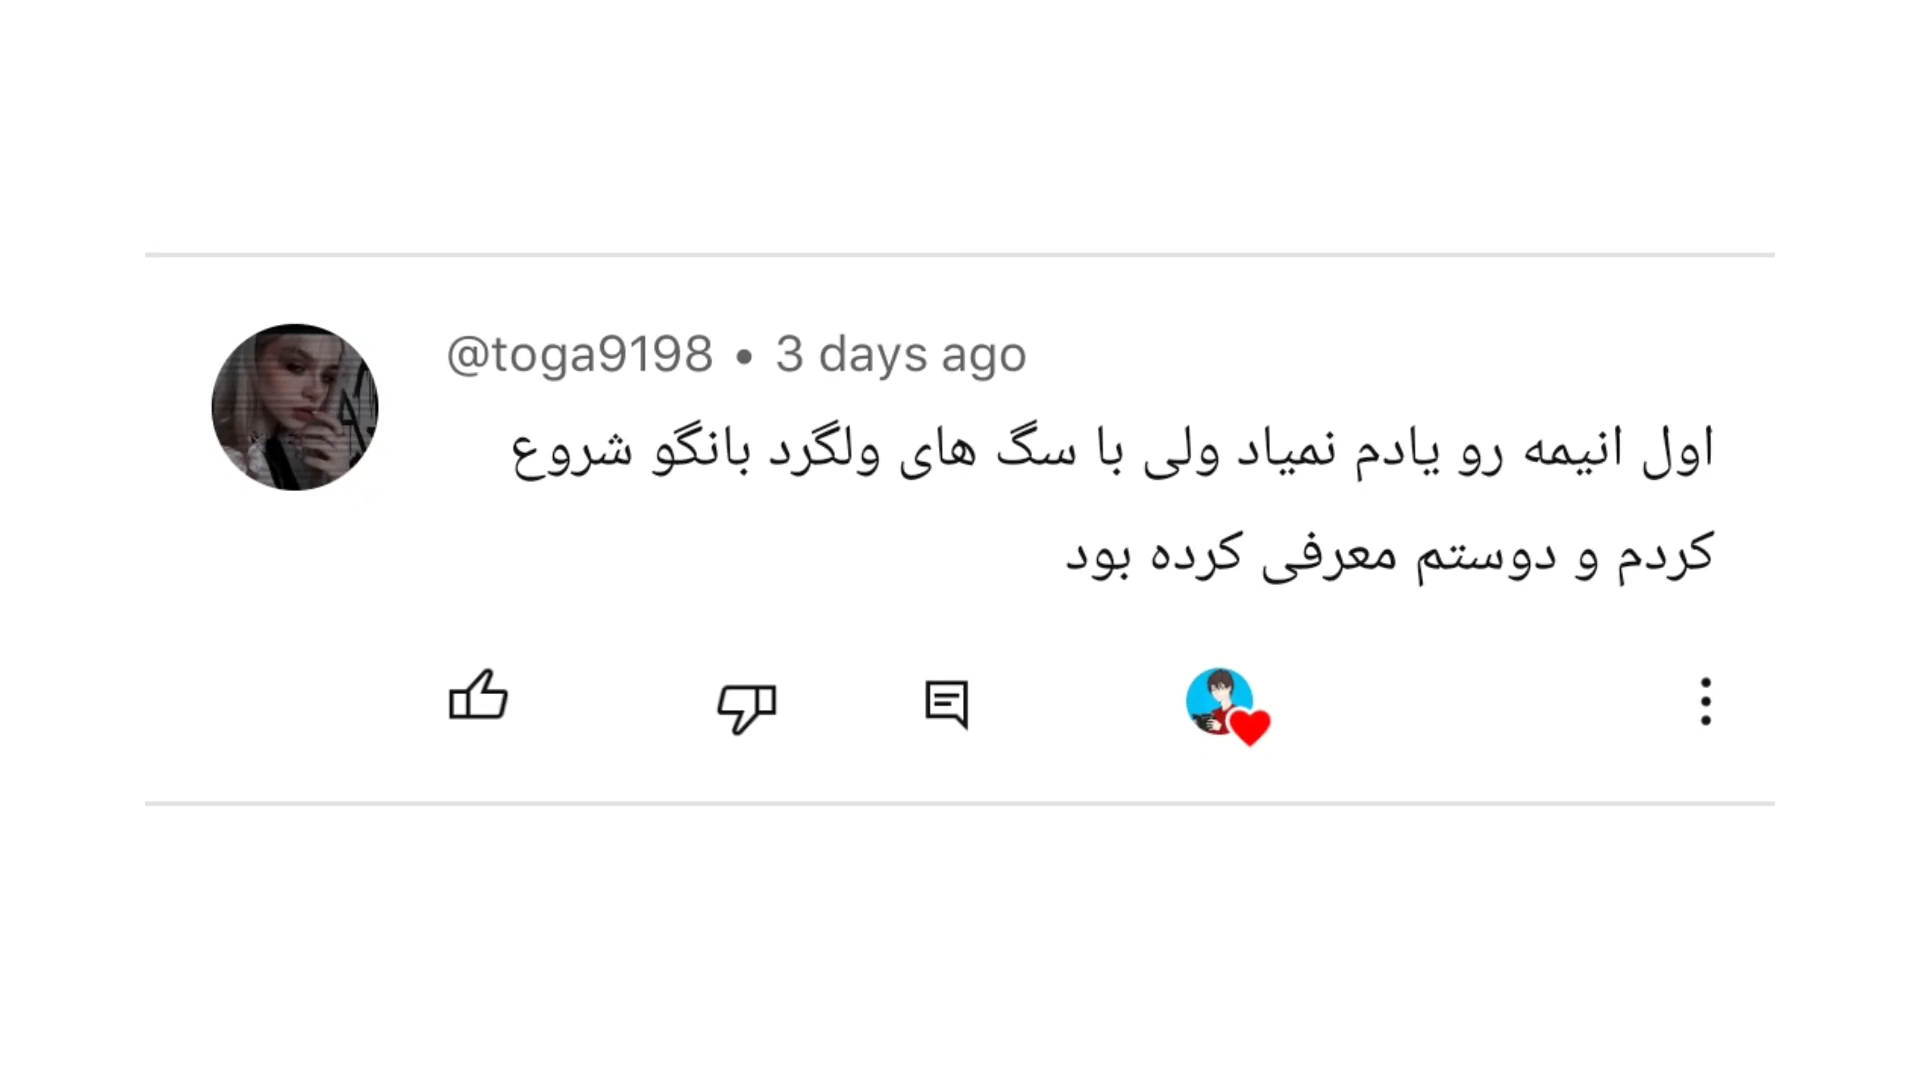 @toga9198 • 3 days ago
اول انیمه رو یادم نمیاد ولی با سگ های ولگرد بانگو شروع
کردم و دوستم معرفی کرده بود